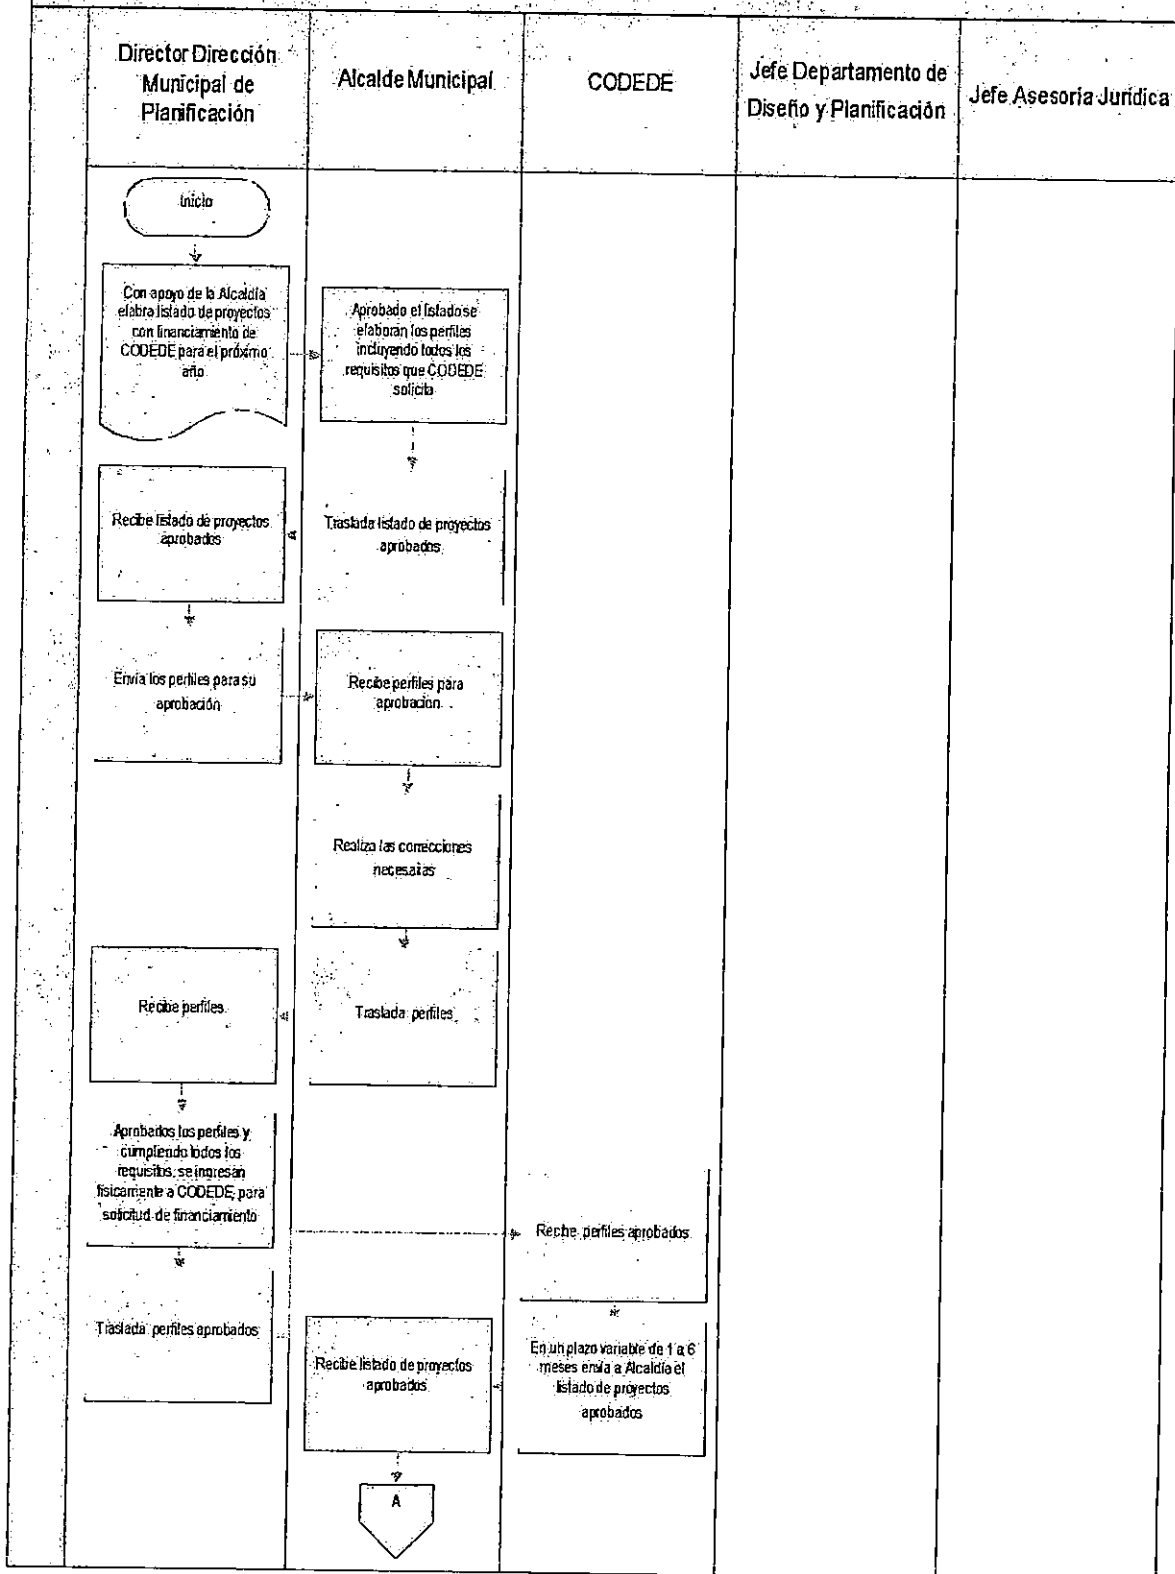 Director Dirección
Municipal de
Planificación
Alcalde Municipal
CODEDE
Jefe Departamento de
Diseño y Planificación
Jefe Asesoria Jurídica
Inicio
Con apoyo de la Alcaldía
elabra listado de proyectos
con financiamiento de
CODEDE para el próximo
año
Aprobado el listado se
elaboran los perfiles
incluyendo todos los
requisitos que CODEDE
solicita
Recibe listado de proyectos
aprobados
Traslada listado de proyectos
aprobados
Envía los perfiles para su
aprobación
Recibe perfiles para
aprobación
Realiza las correcciones
necesarias
Recibe perfiles
Traslada perfiles
Aprobados los perfiles y
cumpliendo todos los
requisitos, se ingresan
fisicamente a CODEDE, para
solicitud de financiamiento
Recibe perfiles aprobados
Traslada perfiles aprobados
Recibe listado de proyectos
aprobados
En un plazo variable de 1 a 6
meses envía a Alcaldía el
listado de proyectos
aprobados
A